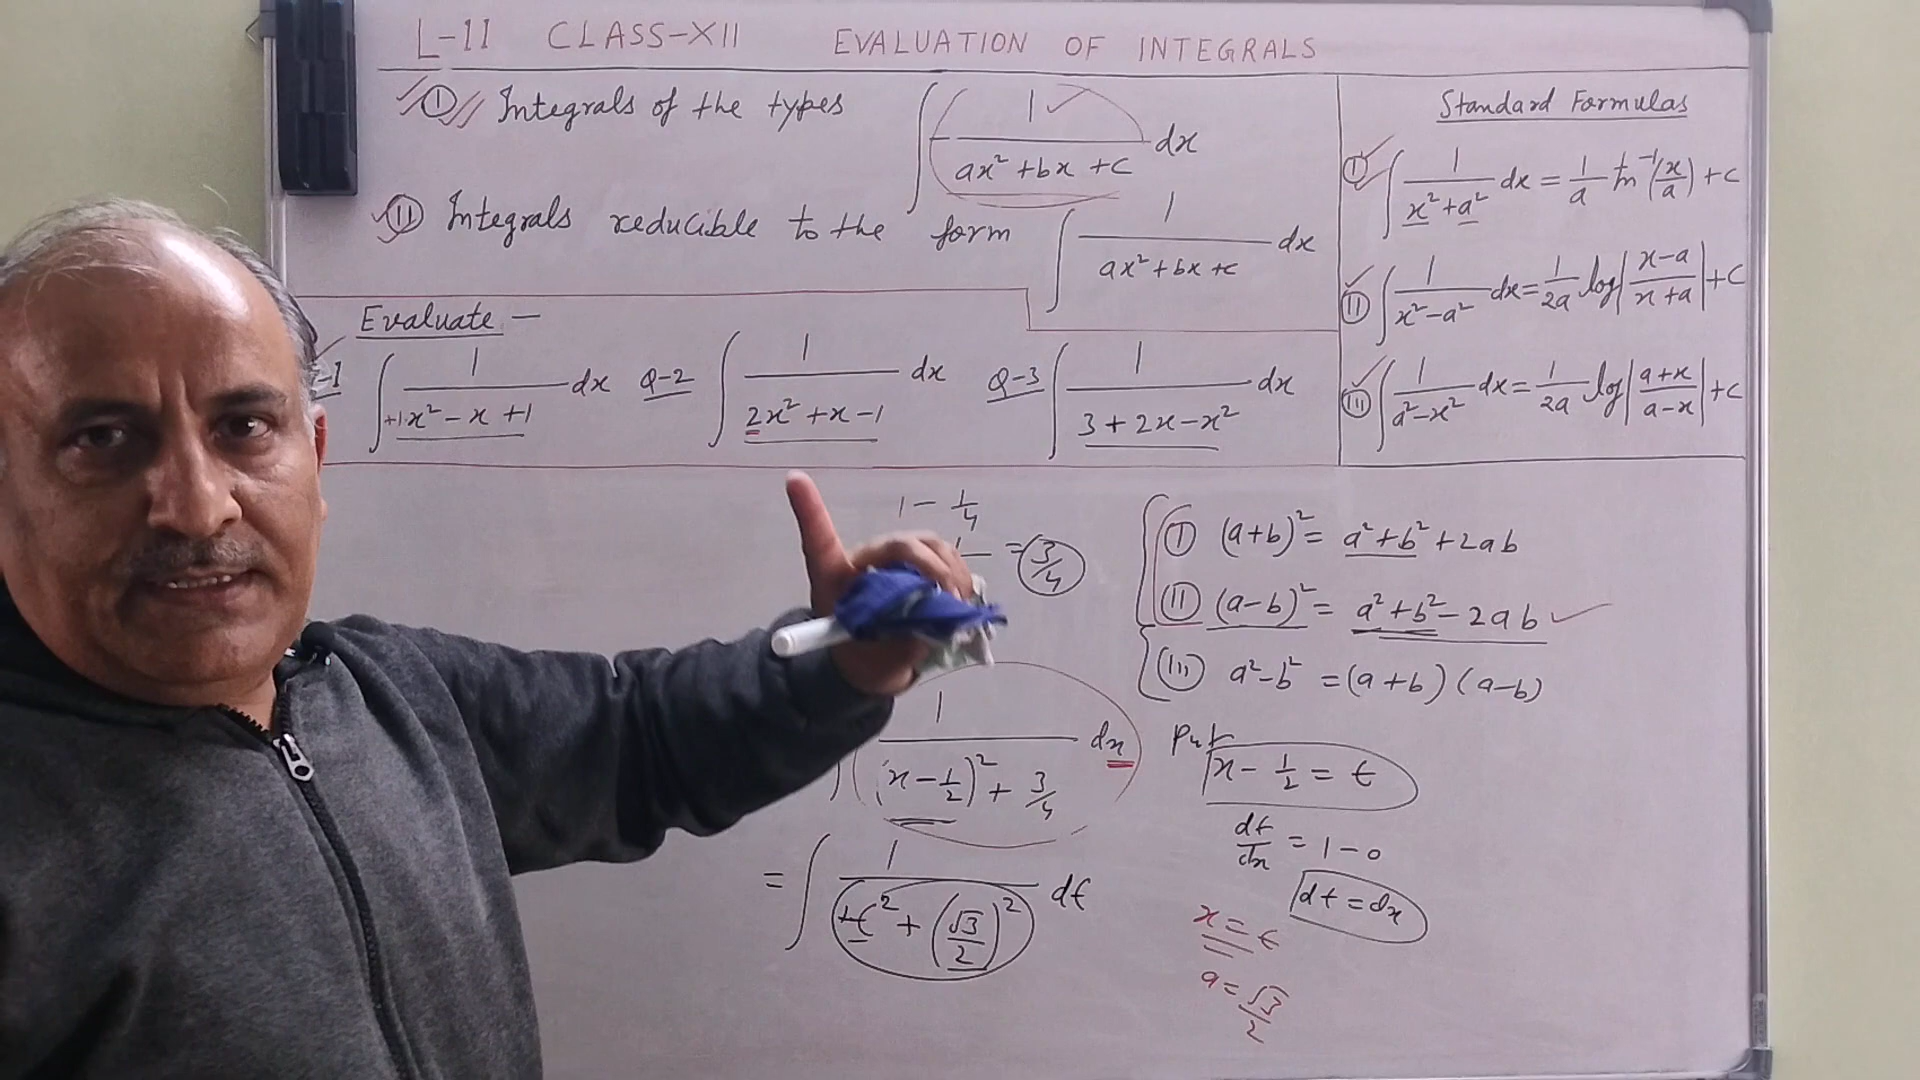 L-11 CLASS-XII EVALUATION OF INTEGRALS
I Integrals of the types ∫ 1/(ax²+bx+c) dx
II Integrals reducible to the form ∫ 1/(ax²+bx+c) dx
Standard Formulas
I ∫ 1/(x²+a²) dx = 1/a tan⁻¹(x/a)+c
II ∫ 1/(x²-a²) dx = 1/2a log|(x-a)/(x+a)|+c
III ∫ 1/(a²-x²) dx = 1/2a log|(a+x)/(a-x)|+c
Evaluate —
-1 ∫ 1/(+1·x²-x+1) dx Q-2 ∫ 1/(2x²+x-1) dx Q-3 ∫ 1/(3+2x-x²) dx
1 - 1/4
= 3/4
1/((x-1/2)²+3/4) dx
= ∫ 1/(t²+(√3/2)²) dt
I (a+b)² = a²+b²+2ab
II (a-b)² = a²+b²-2ab
III a²-b² = (a+b)(a-b)
Put
x - 1/2 = t
dt/dx = 1-0
dt = dx
x = t
a = √3/2